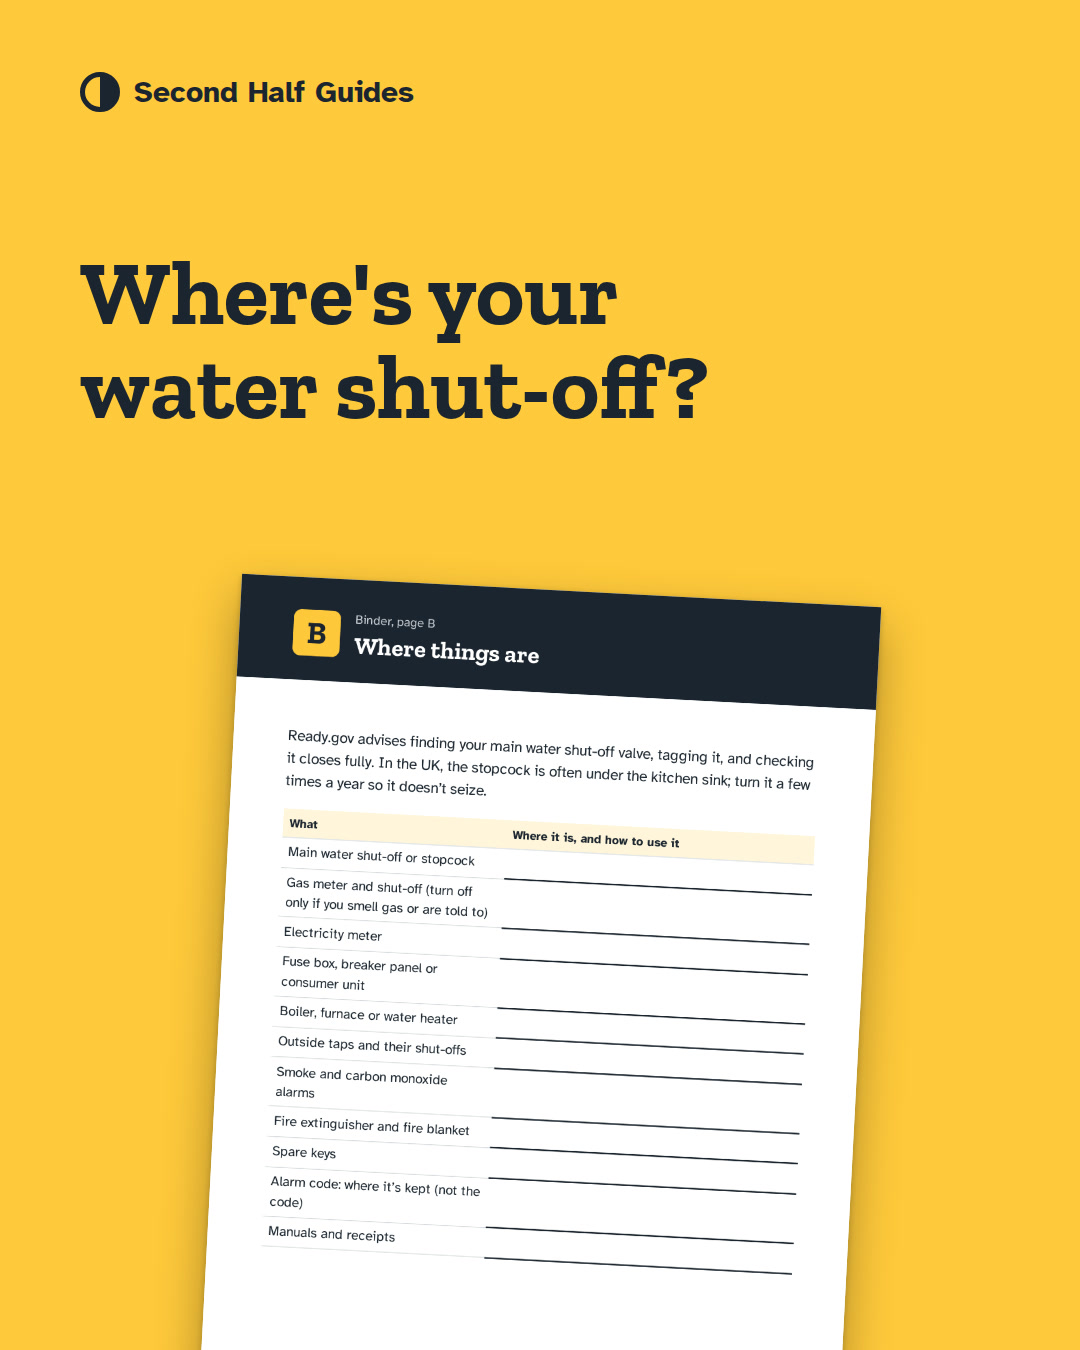 Second Half Guides
Where's your
water shut-off?
B
Binder, page B
Where things are
Ready.gov advises finding your main water shut-off valve, tagging it, and checking
it closes fully. In the UK, the stopcock is often under the kitchen sink; turn it a few
times a year so it doesn’t seize.
What
Where it is, and how to use it
Main water shut-off or stopcock
Gas meter and shut-off (turn off
only if you smell gas or are told to)
Electricity meter
Fuse box, breaker panel or
consumer unit
Boiler, furnace or water heater
Outside taps and their shut-offs
Smoke and carbon monoxide
alarms
Fire extinguisher and fire blanket
Spare keys
Alarm code: where it’s kept (not the
code)
Manuals and receipts